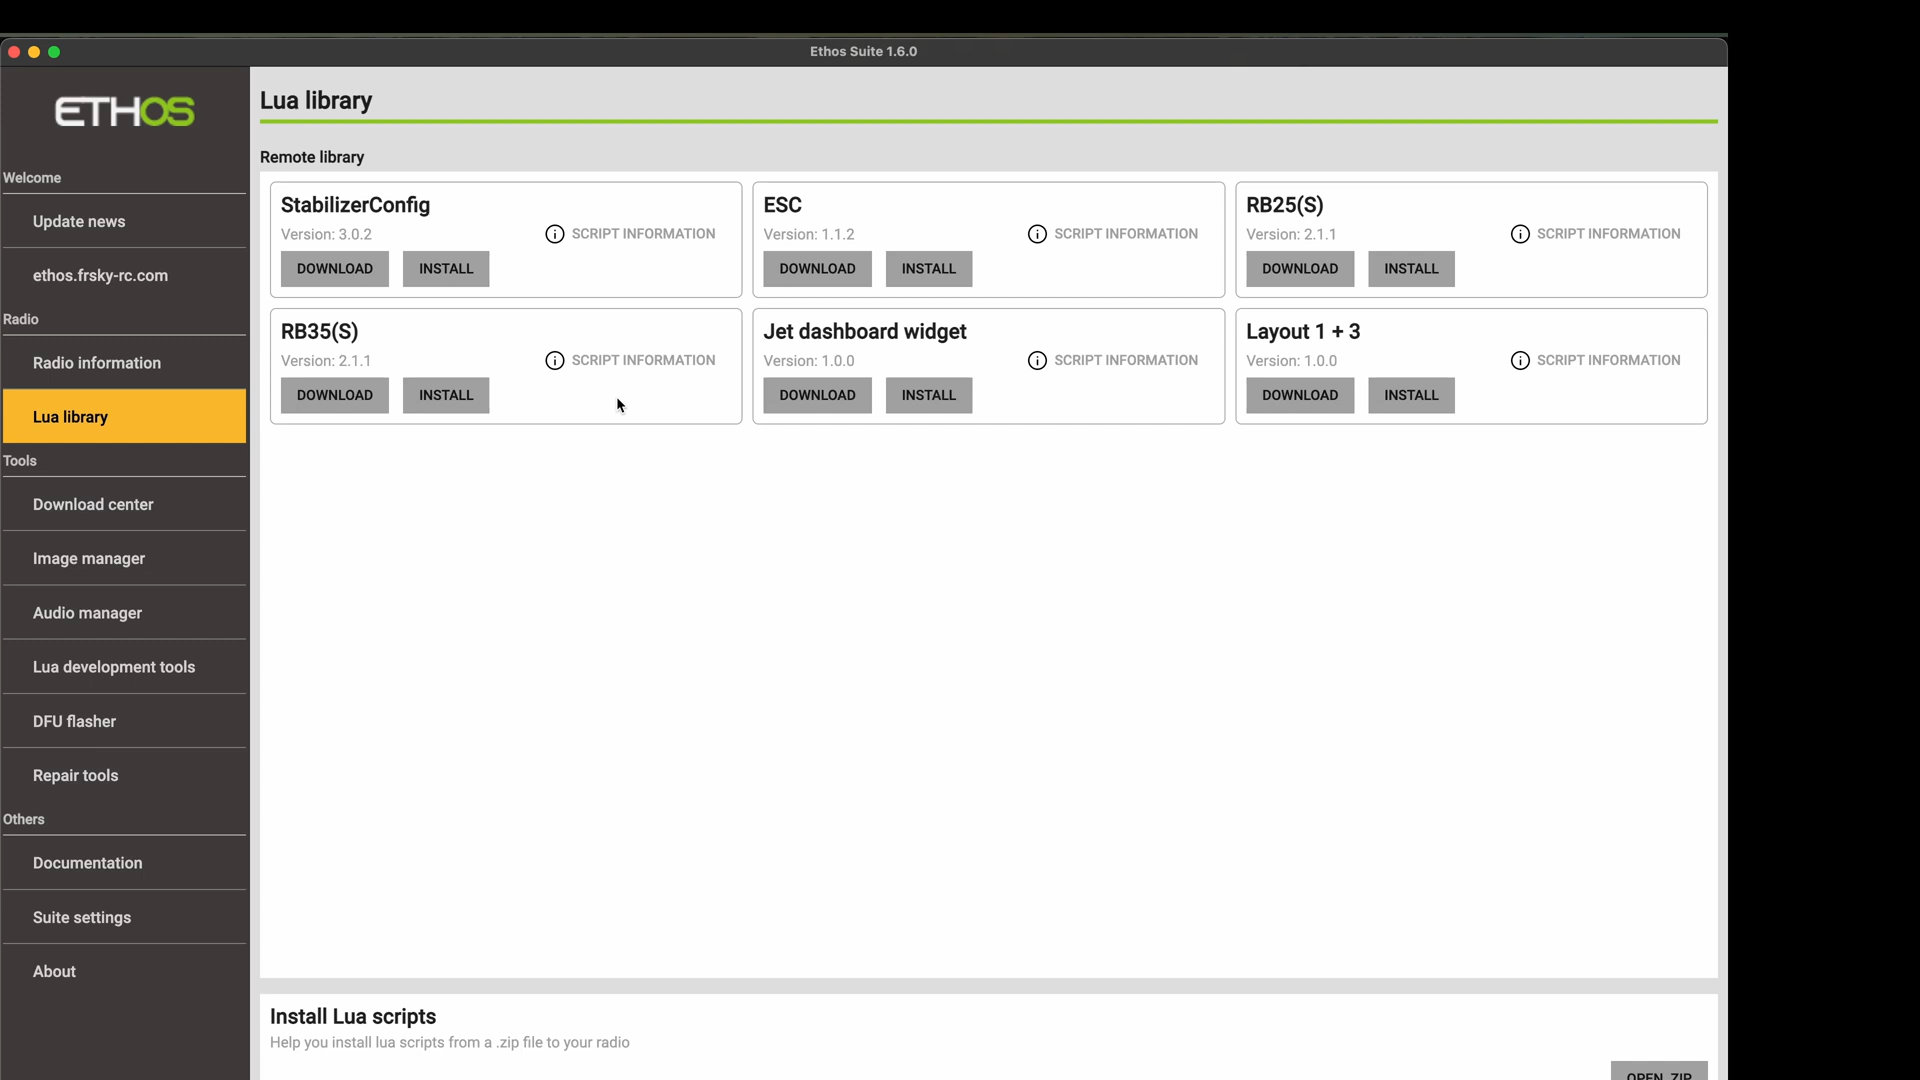 Ethos Suite 1.6.0
ETHOS
Welcome
Update news
ethos.frsky-rc.com
Radio
Radio information
Lua library
Tools
Download center
Image manager
Audio manager
Lua development tools
DFU flasher
Repair tools
Others
Documentation
Suite settings
About
Lua library
Remote library
StabilizerConfig
Version: 3.0.2
SCRIPT INFORMATION
DOWNLOAD INSTALL
ESC
Version: 1.1.2
SCRIPT INFORMATION
DOWNLOAD INSTALL
RB25(S)
Version: 2.1.1
SCRIPT INFORMATION
DOWNLOAD INSTALL
RB35(S)
Version: 2.1.1
SCRIPT INFORMATION
DOWNLOAD INSTALL
Jet dashboard widget
Version: 1.0.0
SCRIPT INFORMATION
DOWNLOAD INSTALL
Layout 1 + 3
Version: 1.0.0
SCRIPT INFORMATION
DOWNLOAD INSTALL
Install Lua scripts
Help you install lua scripts from a .zip file to your radio
OPEN .ZIP